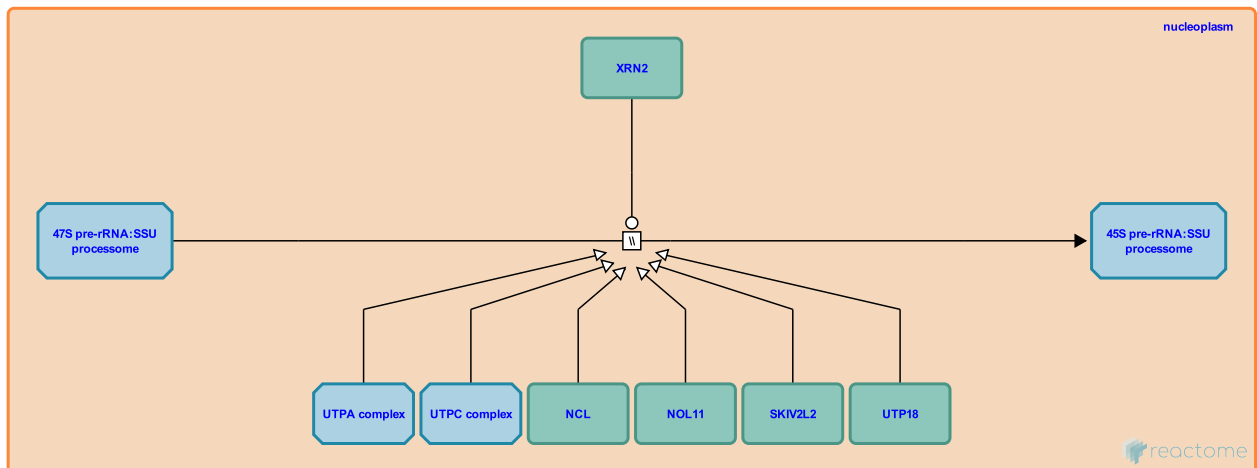 nucleoplasm
XRN2
47S pre-rRNA:SSU
processome
\\
45S pre-rRNA:SSU
processome
UTPA complex
UTPC complex
NCL
NOL11
SKIV2L2
UTP18
reactome